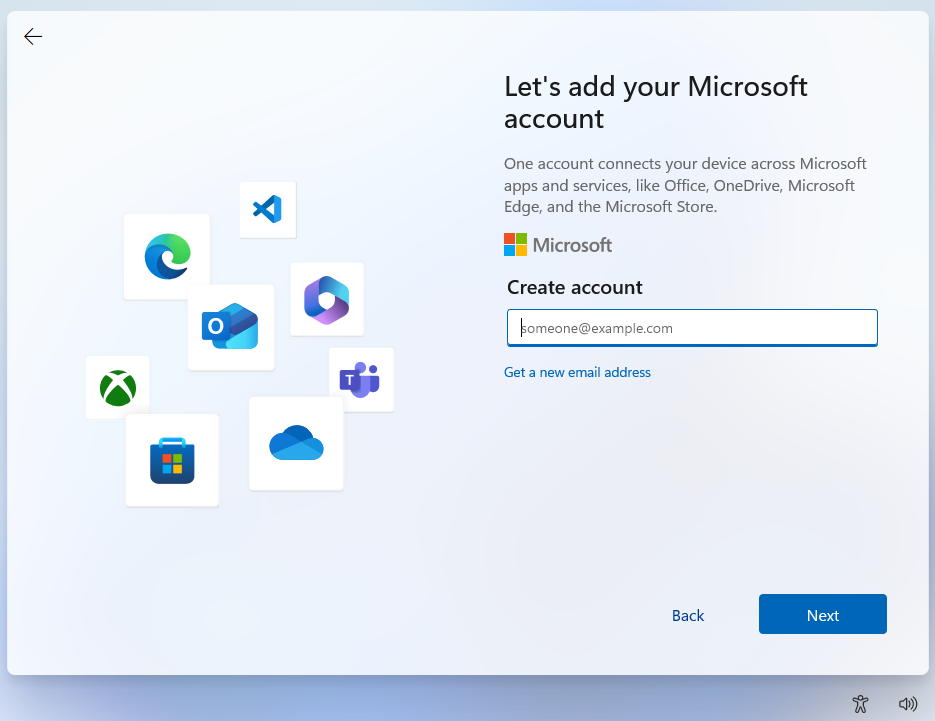 Let's add your Microsoft
account
One account connects your device across Microsoft
apps and services, like Office, OneDrive, Microsoft
Edge, and the Microsoft Store.
Microsoft
Create account
someone@example.com
Get a new email address
Back
Next
O
T